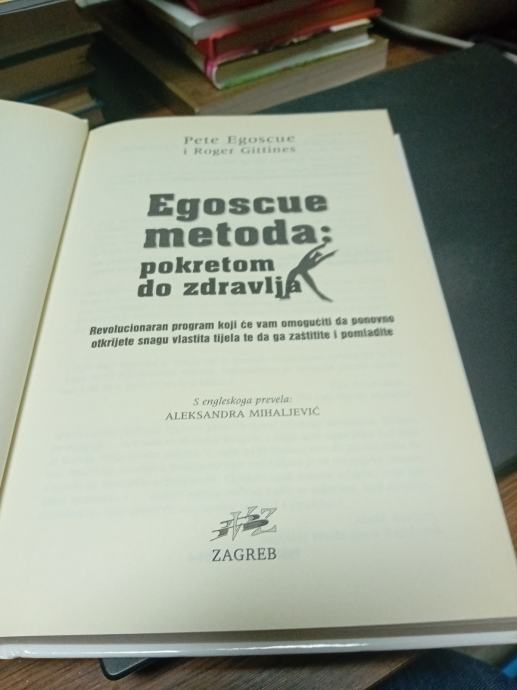 Pete Egoscue
i Roger Gittines
Egoscue
metoda:
pokretom
do zdravlja
Revolucionaran program koji će vam omogućiti da ponovno
otkrijete snagu vlastita tijela te da ga zaštitite i pomladite
S engleskoga prevela:
ALEKSANDRA MIHALJEVIĆ
ZAGREB